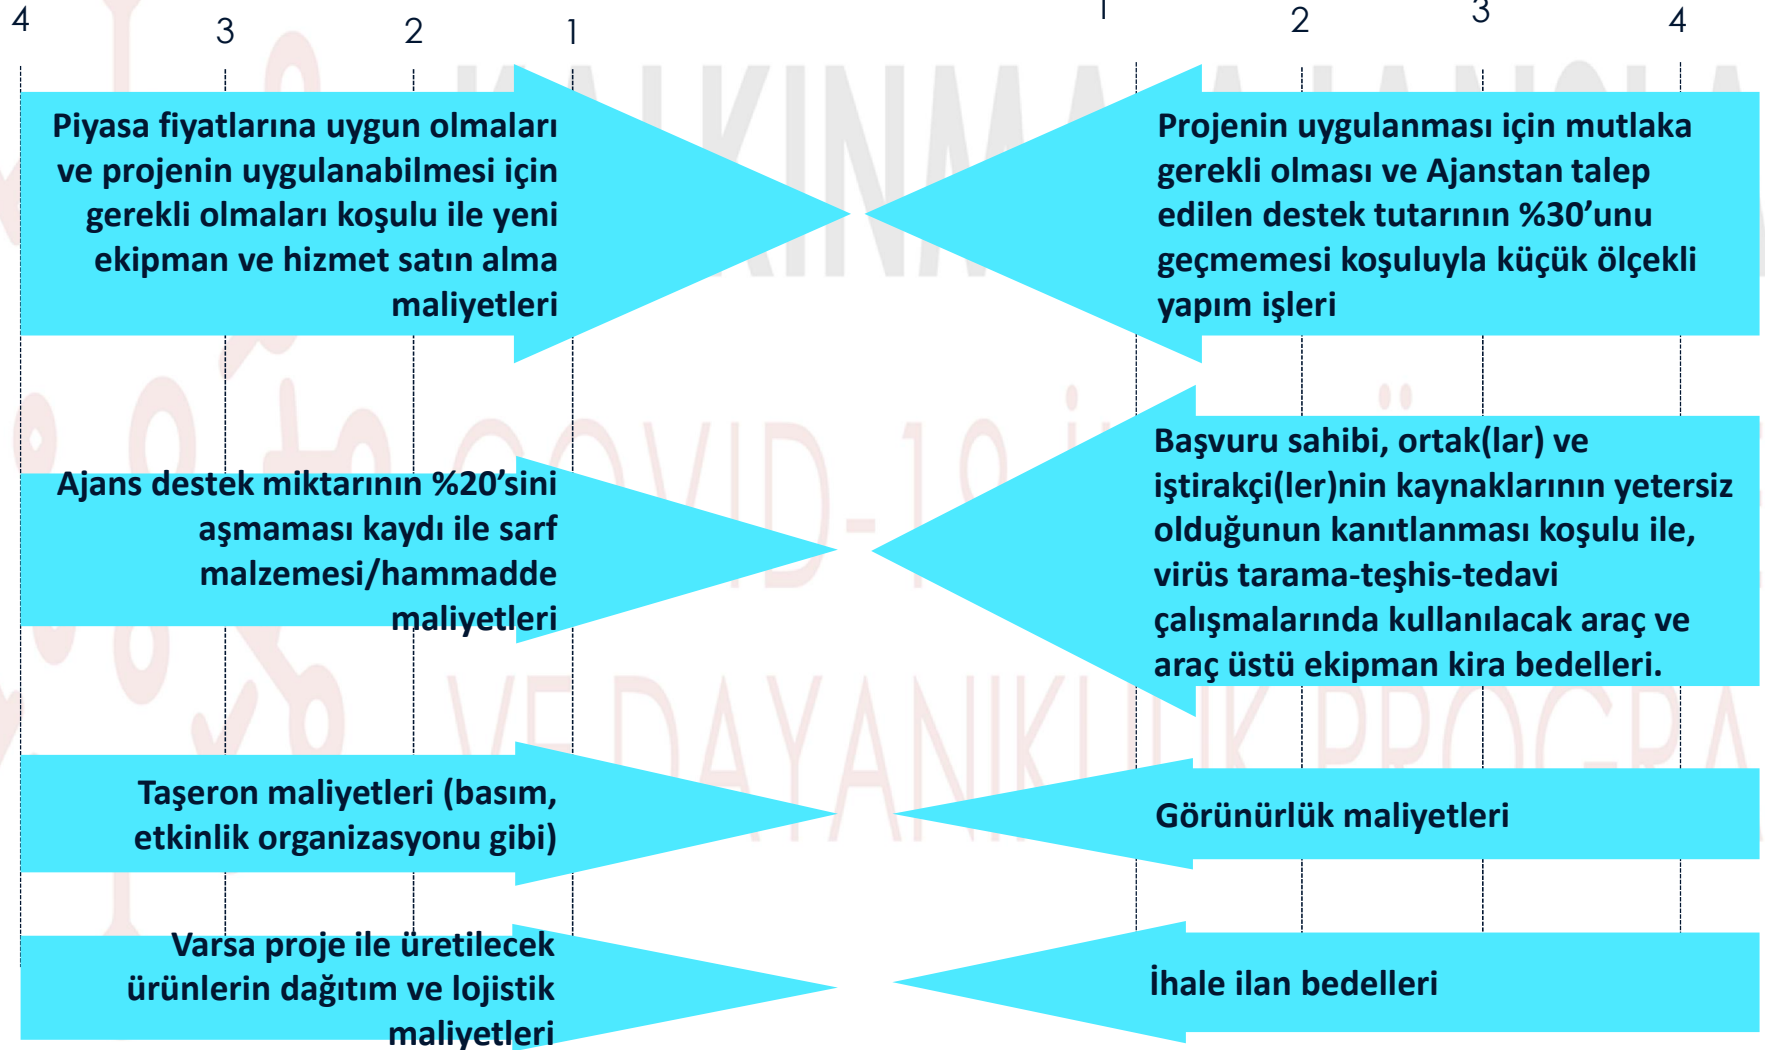 4 3 2 1 1 2 3 4
Piyasa fiyatlarına uygun olmaları
ve projenin uygulanabilmesi için
gerekli olmaları koşulu ile yeni
ekipman ve hizmet satın alma
maliyetleri
Projenin uygulanması için mutlaka
gerekli olması ve Ajanstan talep
edilen destek tutarının %30’unu
geçmemesi koşuluyla küçük ölçekli
yapım işleri
Ajans destek miktarının %20’sini
aşmaması kaydı ile sarf
malzemesi/hammadde
maliyetleri
Başvuru sahibi, ortak(lar) ve
iştirakçi(ler)nin kaynaklarının yetersiz
olduğunun kanıtlanması koşulu ile,
virüs tarama-teşhis-tedavi
çalışmalarında kullanılacak araç ve
araç üstü ekipman kira bedelleri.
Taşeron maliyetleri (basım,
etkinlik organizasyonu gibi)
Görünürlük maliyetleri
Varsa proje ile üretilecek
ürünlerin dağıtım ve lojistik
maliyetleri
İhale ilan bedelleri
COVID-19
VE DAYANIKLILIK